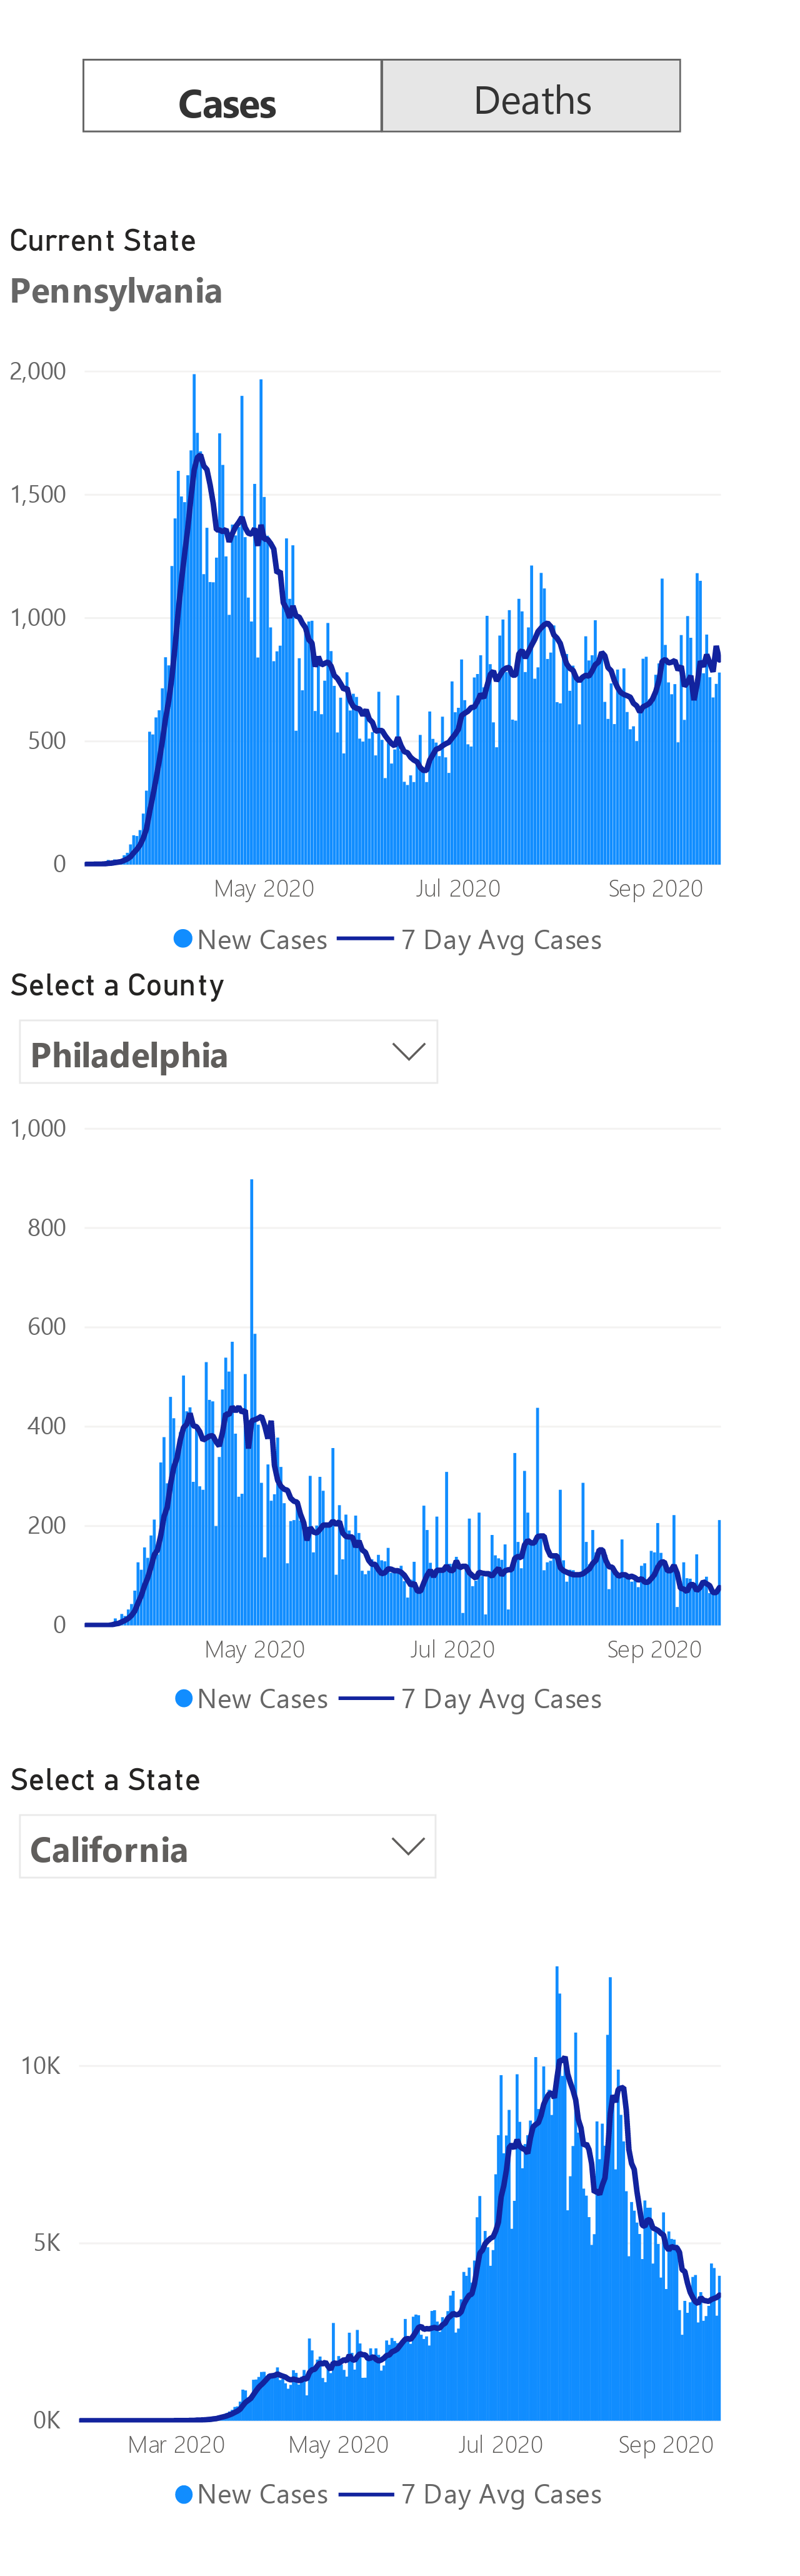 Cases Deaths
Current State
Pennsylvania
2,000
1,500
1,000
500
0
May 2020 Jul 2020 Sep 2020
New Cases 7 Day Avg Cases
Select a County
Philadelphia
1,000
800
600
400
200
0
May 2020 Jul 2020 Sep 2020
New Cases 7 Day Avg Cases
Select a State
California
10K
5K
0K
Mar 2020 May 2020 Jul 2020 Sep 2020
New Cases 7 Day Avg Cases